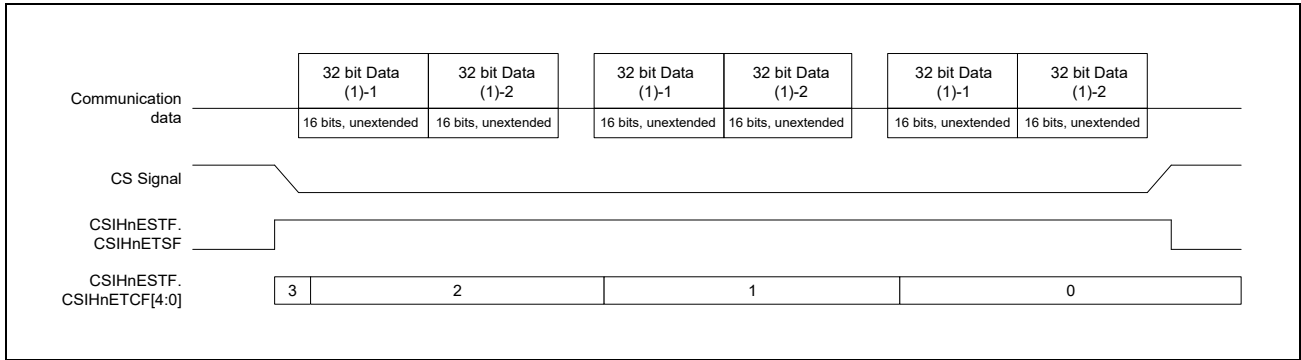 32 bit Data
(1)-1
32 bit Data
(1)-2
32 bit Data
(1)-1
32 bit Data
(1)-2
32 bit Data
(1)-1
32 bit Data
(1)-2
Communication
data
16 bits, unextended
16 bits, unextended
16 bits, unextended
16 bits, unextended
16 bits, unextended
16 bits, unextended
CS Signal
CSIHnESTF.
CSIHnETSF
CSIHnESTF.
CSIHnETCF[4:0]
3
2
1
0